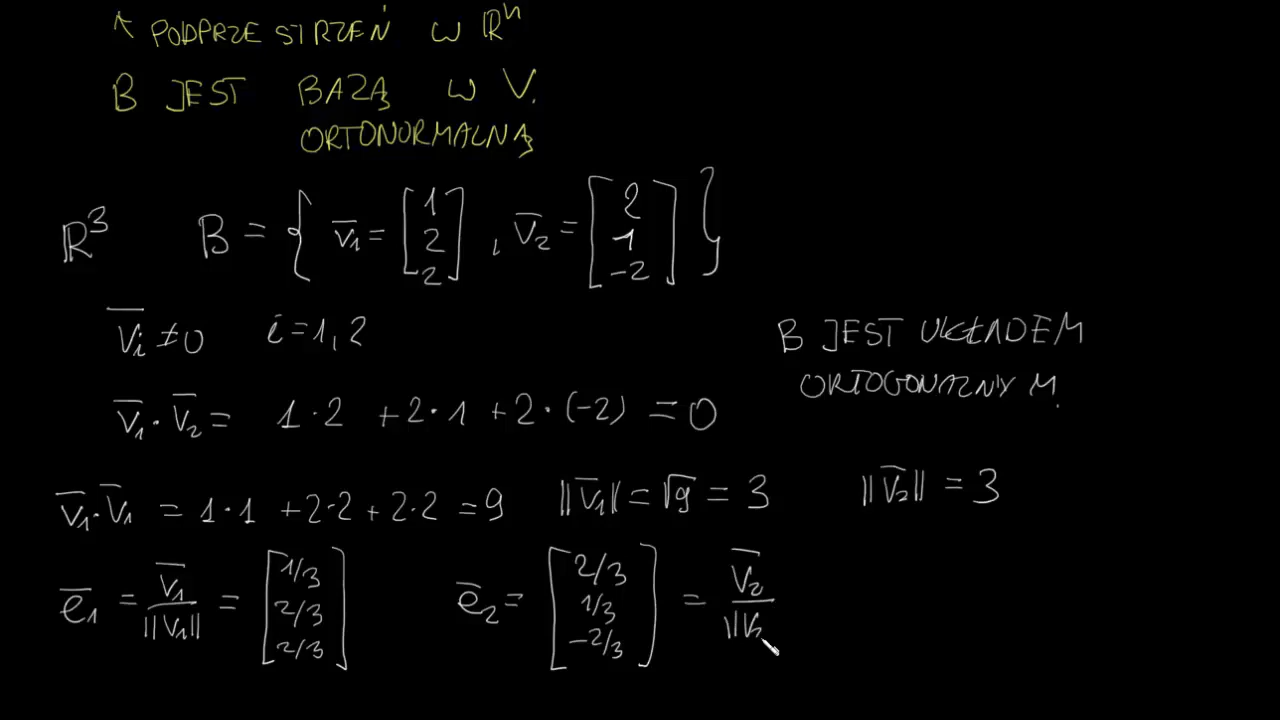 PODPRZESTRZEŃ W ℝⁿ
B JEST BAZĄ W V.
ORTONORMALNĄ
ℝ³ B = { v̅₁ = [1 2 2], v̅₂ = [2 1 -2] }
v̅ᵢ ≠ 0 i = 1, 2
B JEST UKŁADEM
ORTOGONALNYM.
v̅₁ · v̅₂ = 1 · 2 + 2 · 1 + 2 · (-2) = 0
v̅₁ · v̅₁ = 1 · 1 + 2 · 2 + 2 · 2 = 9 ||v̅₁|| = √9 = 3 ||v̅₂|| = 3
e̅₁ = v̅₁ / ||v̅₁|| = [1/3 2/3 2/3] e̅₂ = [2/3 1/3 -2/3] = v̅₂ / ||v̅₂